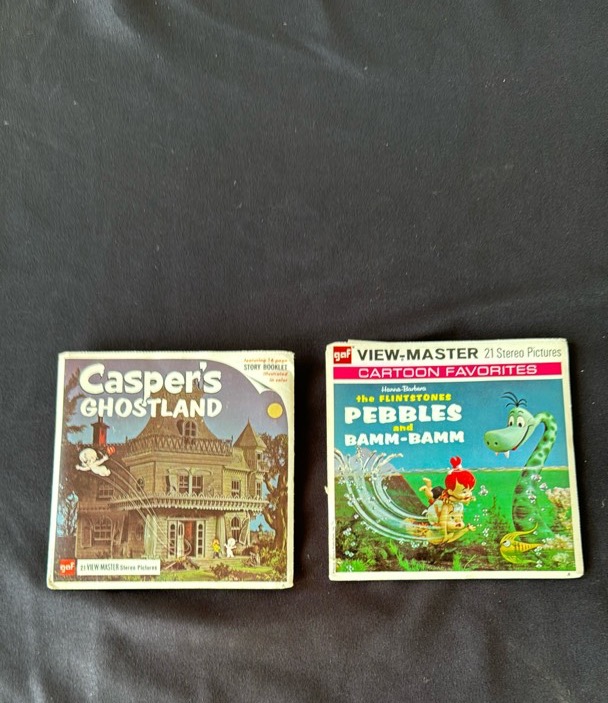 featuring 16 page
STORY BOOKLET
illustrated
in color
Casper's
GHOSTLAND
gaf
21 VIEW-MASTER Stereo Pictures
gaf VIEW-MASTER 21 Stereo Pictures
CARTOON FAVORITES
Hanna-Barbera
the FLINTSTONES
PEBBLES
and
BAMM-BAMM